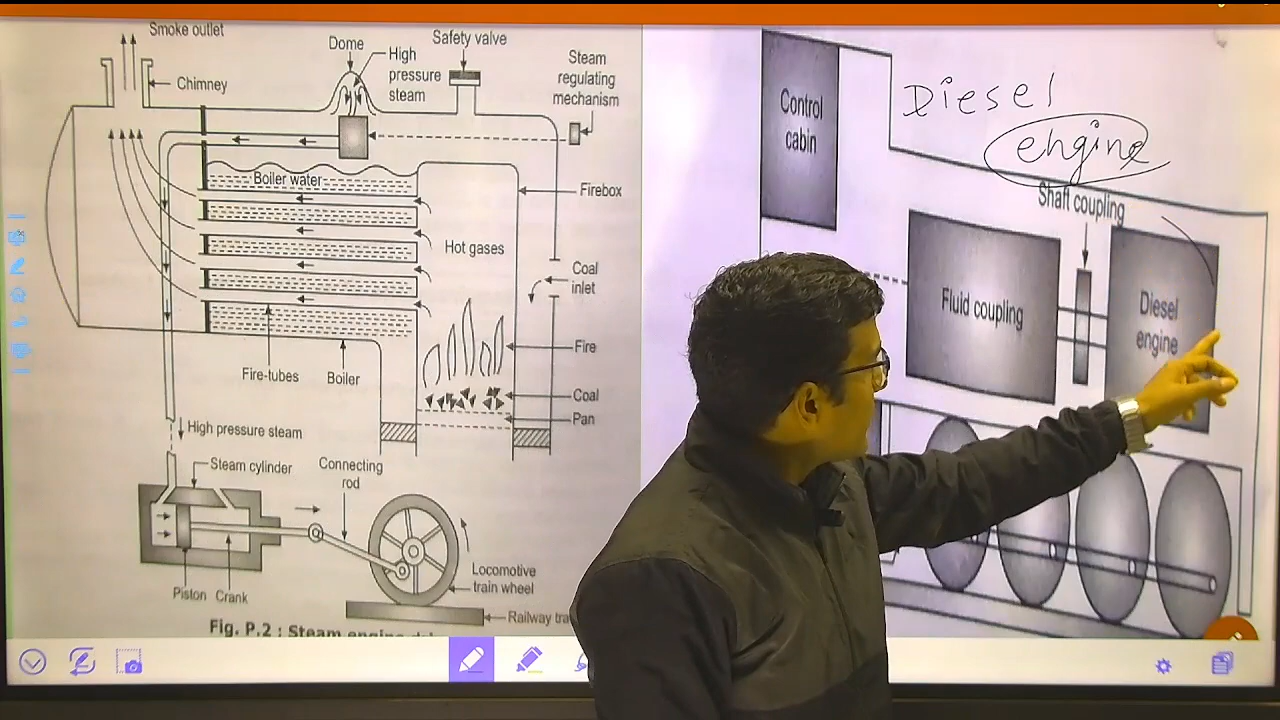 Smoke outlet
Chimney
Dome
High
pressure
steam
Safety valve
Steam
regulating
mechanism
Boiler water
Firebox
Hot gases
Coal
inlet
Fire-tubes
Boiler
Fire
Coal
Pan
High pressure steam
Steam cylinder
Connecting
rod
Locomotive
train wheel
Piston
Crank
Railway
Fig. P.2 : Steam engine
Control
cabin
Diesel
engine
Shaft coupling
Fluid coupling
Diesel
engine